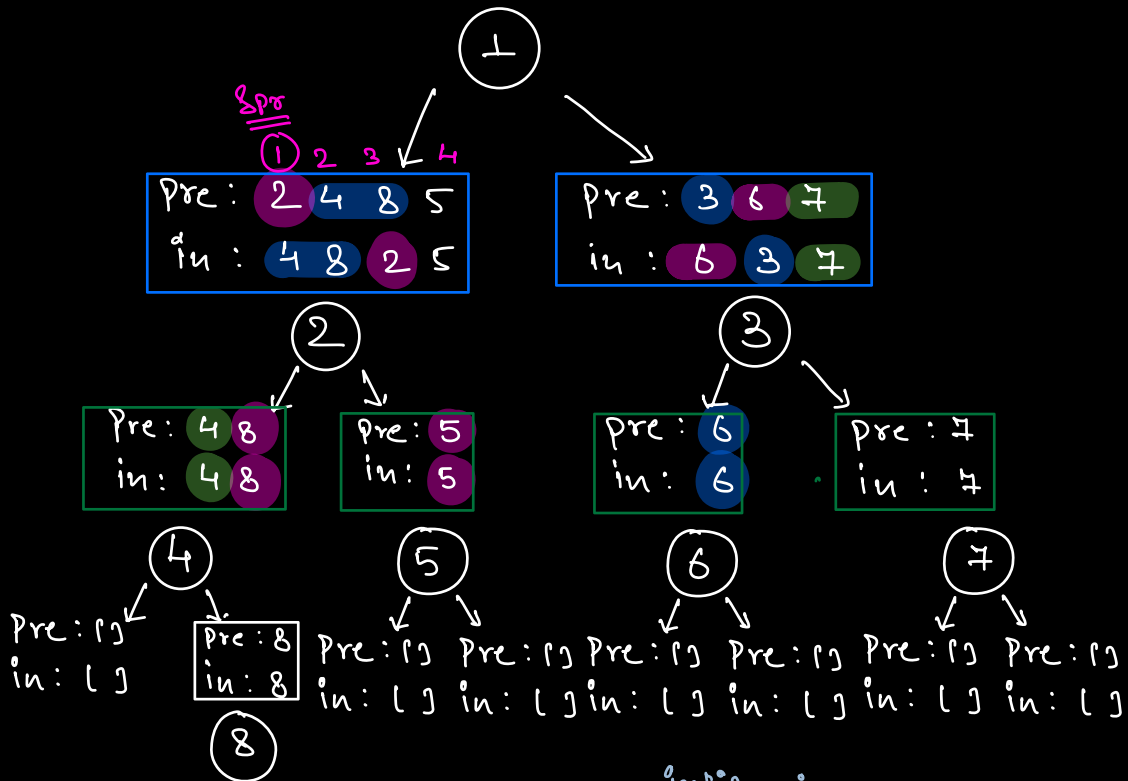 1
spr
1 2 3 4
Pre: 2 4 8 5
in: 4 8 2 5
pre: 3 6 7
in: 6 3 7
2
3
Pre: 4 8
in: 4 8
pre: 5
in: 5
pre: 6
in: 6
pre: 7
in: 7
4
5
6
7
Pre: []
in: []
pre: 8
in: 8
Pre: []
in: []
Pre: []
in: []
Pre: []
in: []
Pre: []
in: []
Pre: []
in: []
Pre: []
in: []
8